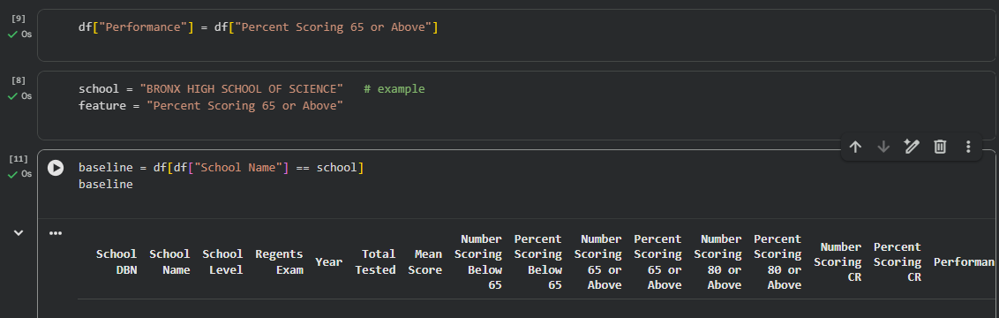 [9]
0s
df["Performance"] = df["Percent Scoring 65 or Above"]
[8]
0s
school = "BRONX HIGH SCHOOL OF SCIENCE"   # example
feature = "Percent Scoring 65 or Above"
[11]
0s
baseline = df[df["School Name"] == school]
baseline
School DBN
School Name
School Level
Regents Exam
Year
Total Tested
Mean Score
Number Scoring Below 65
Percent Scoring Below 65
Number Scoring 65 or Above
Percent Scoring 65 or Above
Number Scoring 80 or Above
Percent Scoring 80 or Above
Number Scoring CR
Percent Scoring CR
Performan